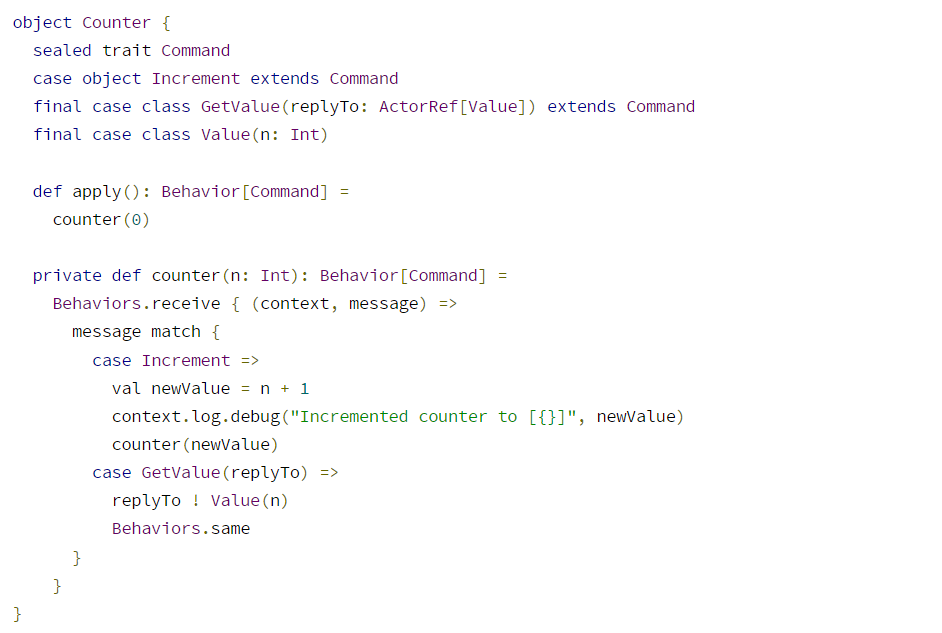 object Counter {
  sealed trait Command
  case object Increment extends Command
  final case class GetValue(replyTo: ActorRef[Value]) extends Command
  final case class Value(n: Int)

  def apply(): Behavior[Command] =
    counter(0)

  private def counter(n: Int): Behavior[Command] =
    Behaviors.receive { (context, message) =>
      message match {
        case Increment =>
          val newValue = n + 1
          context.log.debug("Incremented counter to [{}]", newValue)
          counter(newValue)
        case GetValue(replyTo) =>
          replyTo ! Value(n)
          Behaviors.same
      }
    }
}